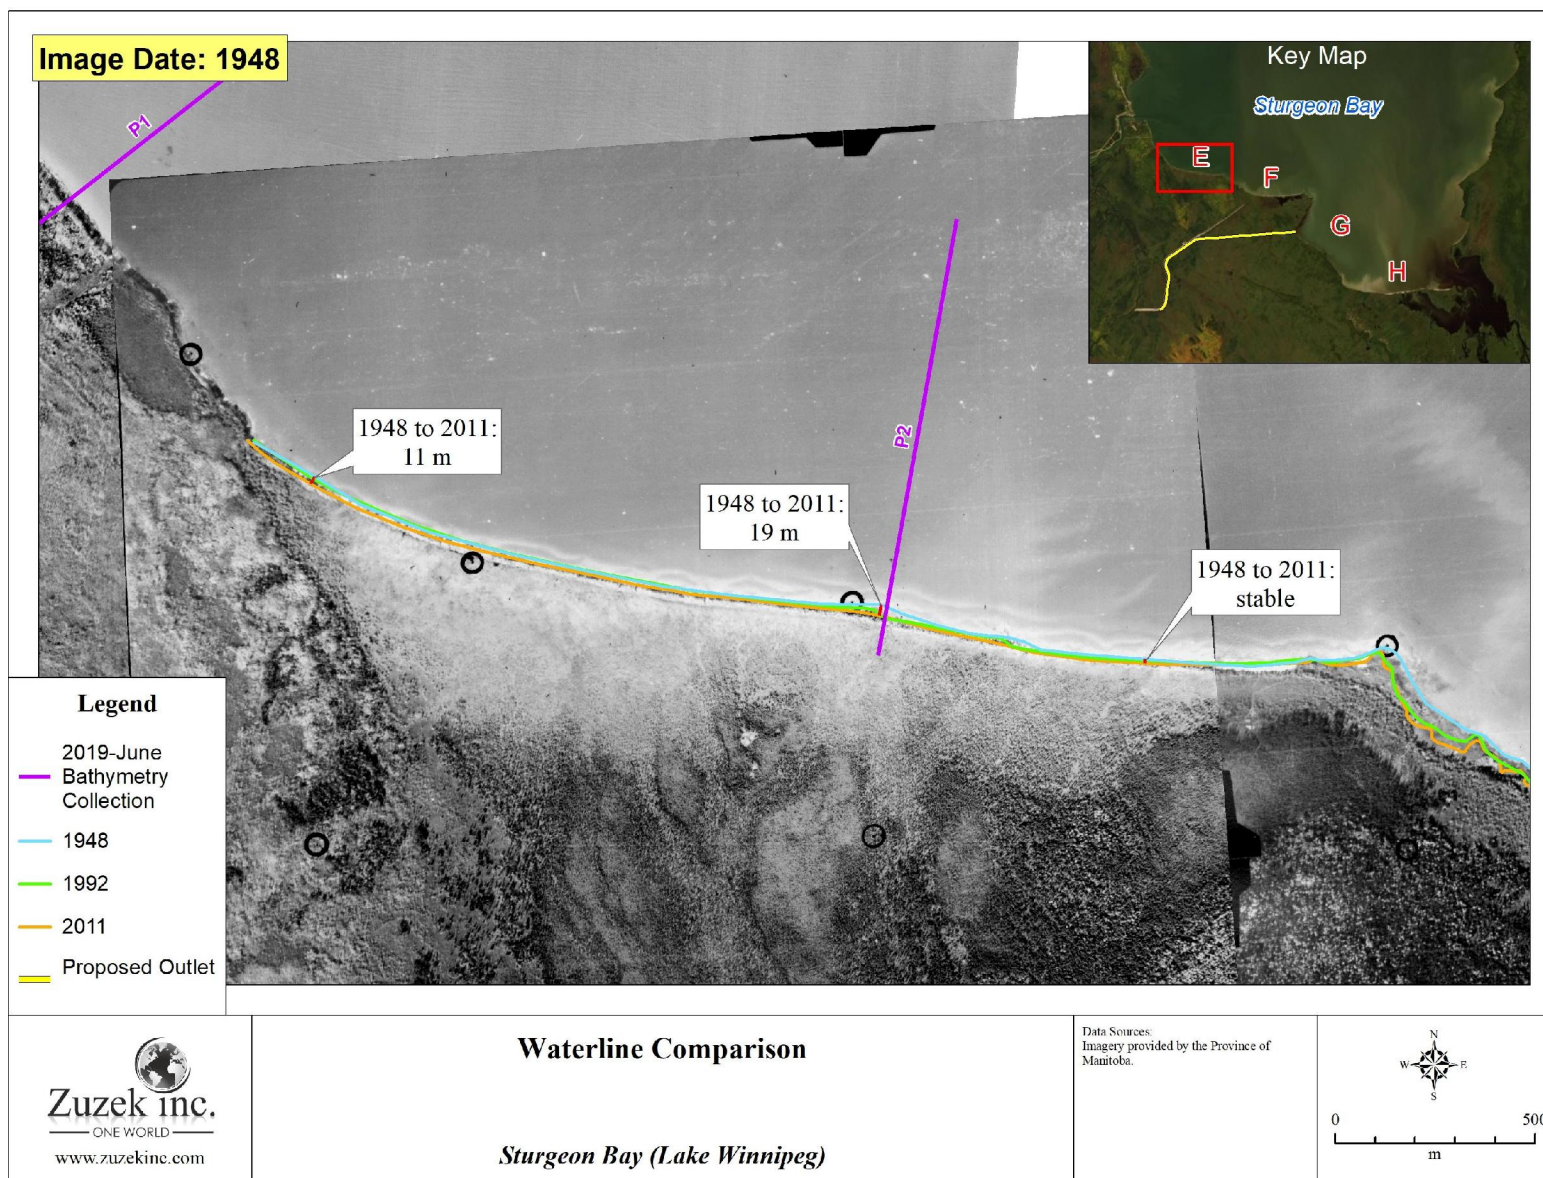 Image Date: 1948
P1
Key Map
Sturgeon Bay
E
F
G
H
P2
1948 to 2011:
11 m
1948 to 2011:
19 m
1948 to 2011:
stable
Legend
2019-June
Bathymetry
Collection
1948
1992
2011
Proposed Outlet
Zuzek inc.
ONE WORLD
www.zuzekinc.com
Waterline Comparison
Sturgeon Bay (Lake Winnipeg)
Data Sources:
Imagery provided by the Province of
Manitoba.
N
W
E
S
0
500
m